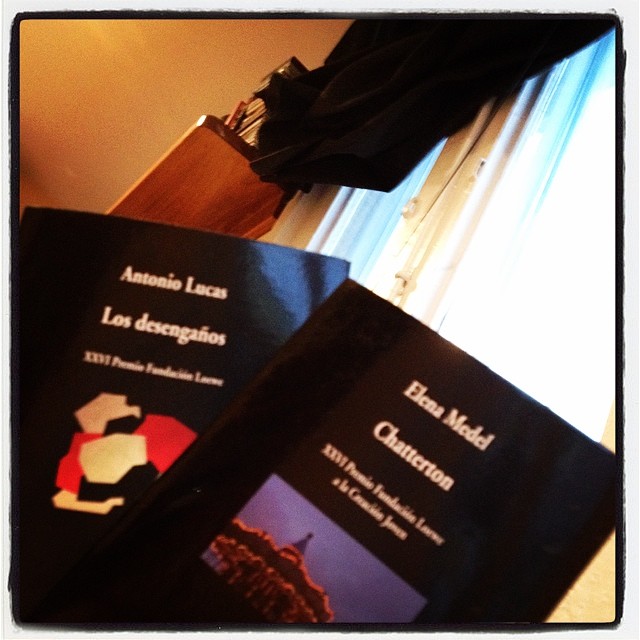 Antonio Lucas
Los desengaños
XXVI Premio Fundación Loewe
Elena Medel
Chatterton
XXVI Premio Fundación Loewe
a la Creación Joven